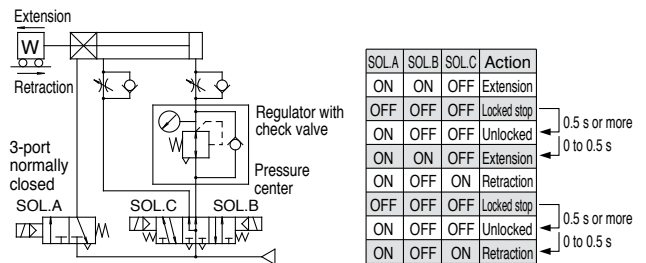 Extension
W
Retraction
Regulator with
check valve
3-port
normally
closed
Pressure
center
SOL.A
SOL.C
SOL.B
SOL.A SOL.B SOL.C Action
ON ON OFF Extension
OFF OFF OFF Locked stop
0.5 s or more
ON OFF OFF Unlocked
0 to 0.5 s
ON ON OFF Extension
ON OFF ON Retraction
OFF OFF OFF Locked stop
0.5 s or more
ON OFF OFF Unlocked
0 to 0.5 s
ON OFF ON Retraction